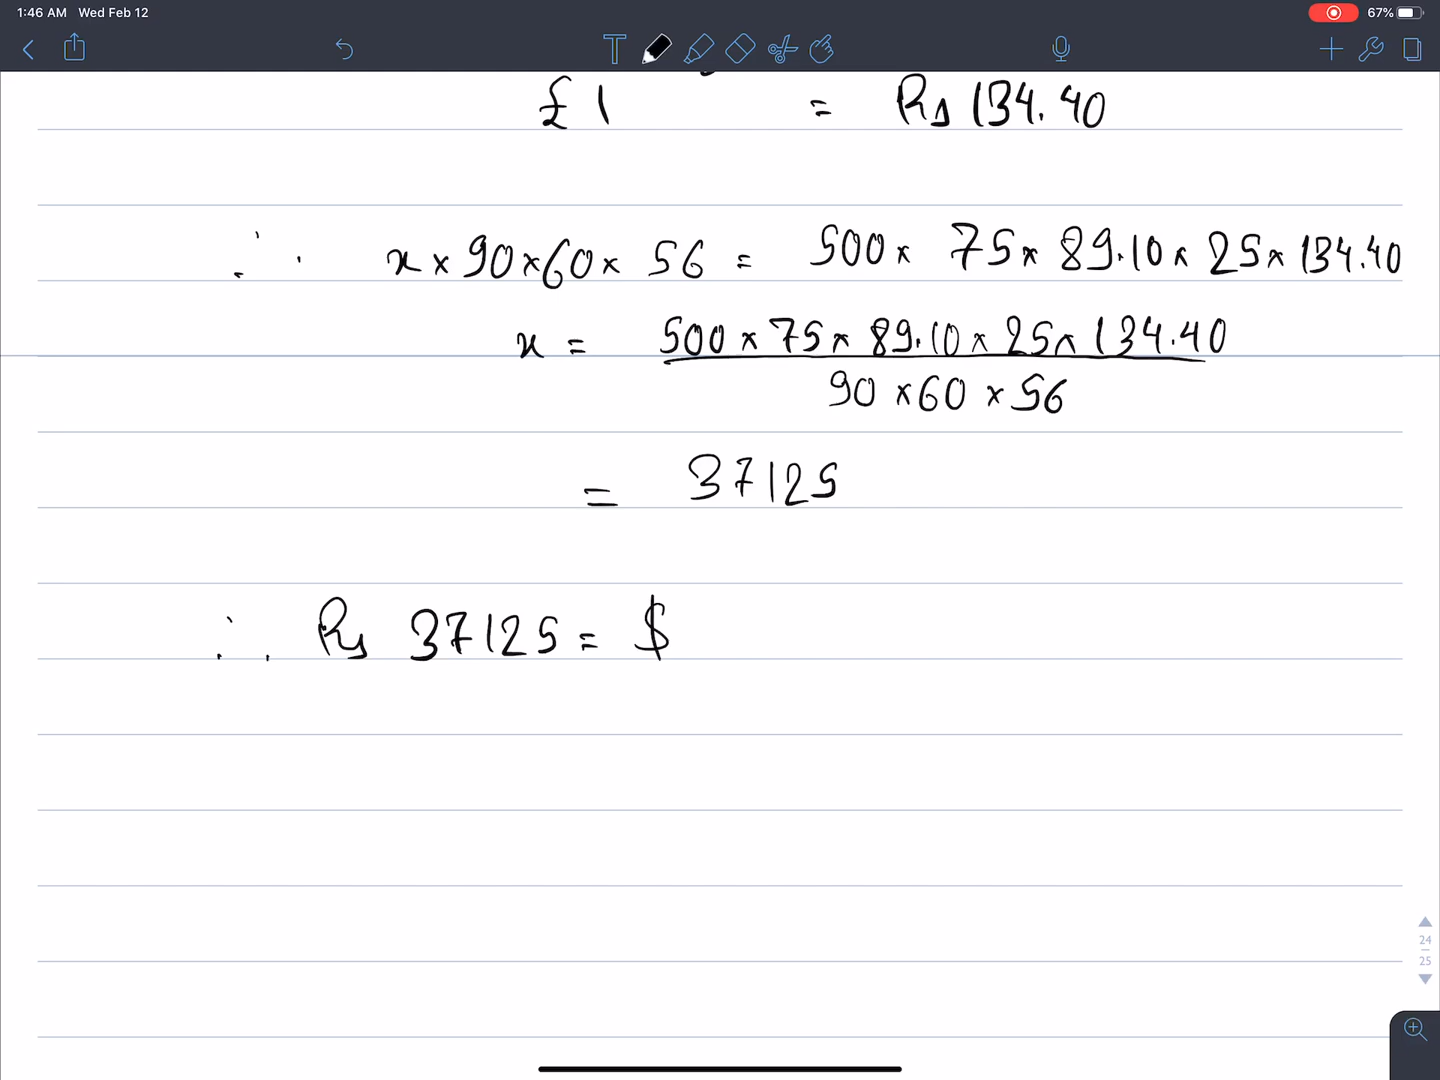 1:46 AM Wed Feb 12 67%
£ 1 = Rs 134.40
∴ x × 90 × 60 × 56 = 500 × 75 × 89.10 × 25 × 134.40
x = 500 × 75 × 89.10 × 25 × 134.40
90 × 60 × 56
= 37125
∴ Rs 37125 = $
24
25